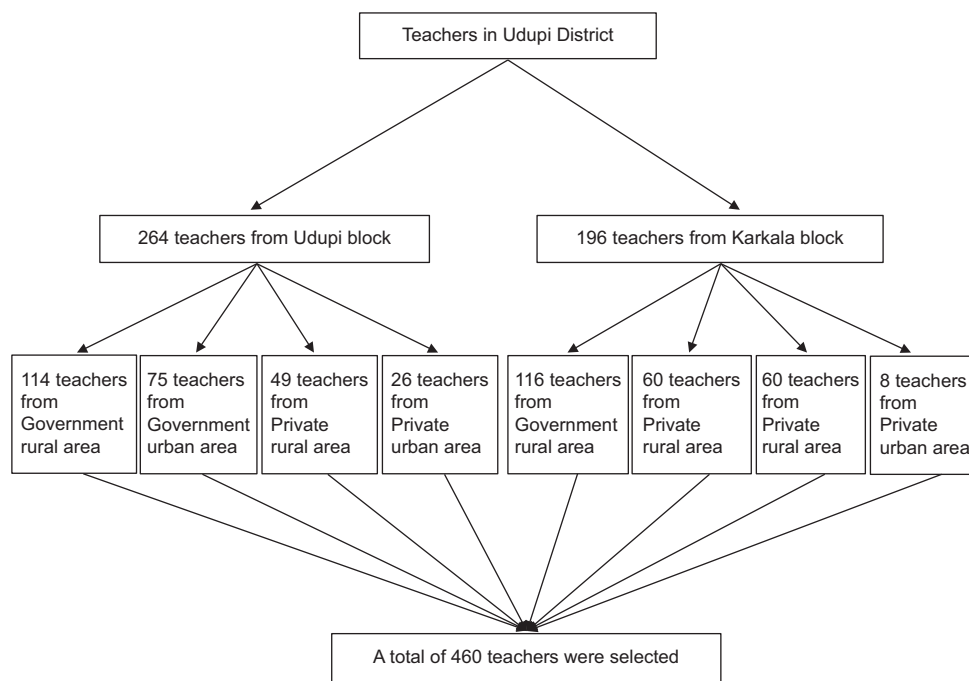 Teachers in Udupi District
264 teachers from Udupi block
196 teachers from Karkala block
114 teachers
from
Government
rural area
75 teachers
from
Government
urban area
49 teachers
from
Private
rural area
26 teachers
from
Private
urban area
116 teachers
from
Government
rural area
60 teachers
from
Private
rural area
60 teachers
from
Private
rural area
8 teachers
from
Private
urban area
A total of 460 teachers were selected